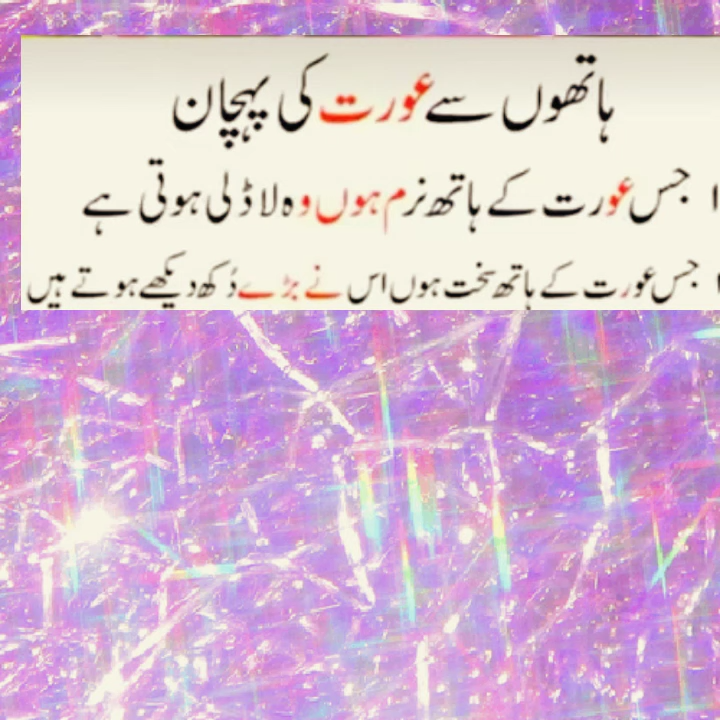 ہاتھوں سے عورت کی پہچان
۱ جس عورت کے ہاتھ نرم ہوں وہ لاڈلی ہوتی ہے
جس عورت کے ہاتھ سخت ہوں اس نے بڑے دُکھ دیکھے ہوتے ہیں